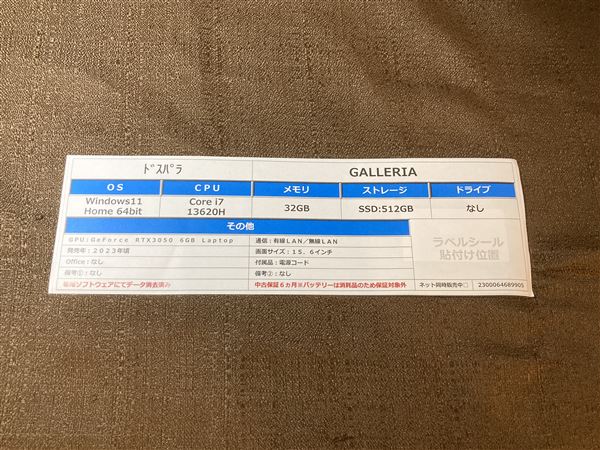 ﾄﾞｽﾊﾟﾗ GALLERIA
OS CPU メモリ ストレージ ドライブ
Windows11 Home 64bit Core i7 13620H 32GB SSD:512GB なし
その他
GPU:GeForce RTX3050 6GB Laptop 通信：有線LAN／無線LAN
発売年：2023年頃 画面サイズ：15．6インチ
Office：なし 付属品：電源コード
備考①：なし 備考②：なし
ラベルシール
貼付け位置
専用ソフトウェアにてデータ消去済み 中古保証6ヵ月※バッテリーは消耗品のため保証対象外 ネット同時販売中□ 2300064689905